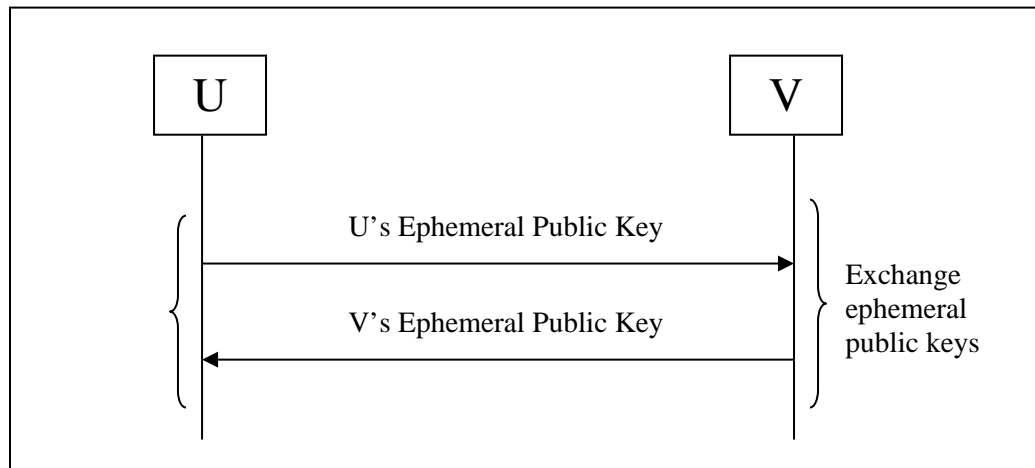 U
V
U’s Ephemeral Public Key
V’s Ephemeral Public Key
Exchange
ephemeral
public keys